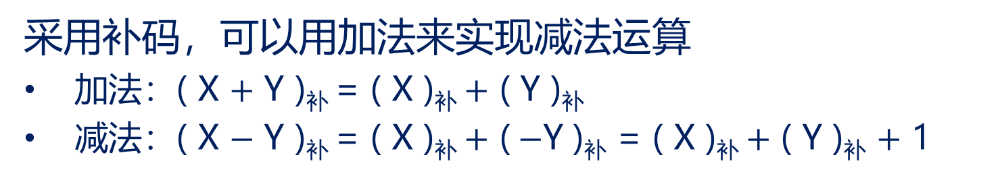 采用补码，可以用加法来实现减法运算
• 加法：( X + Y )补 = ( X )补 + ( Y )补
• 减法：( X − Y )补 = ( X )补 + ( −Y )补 = ( X )补 + ( Y )补 + 1